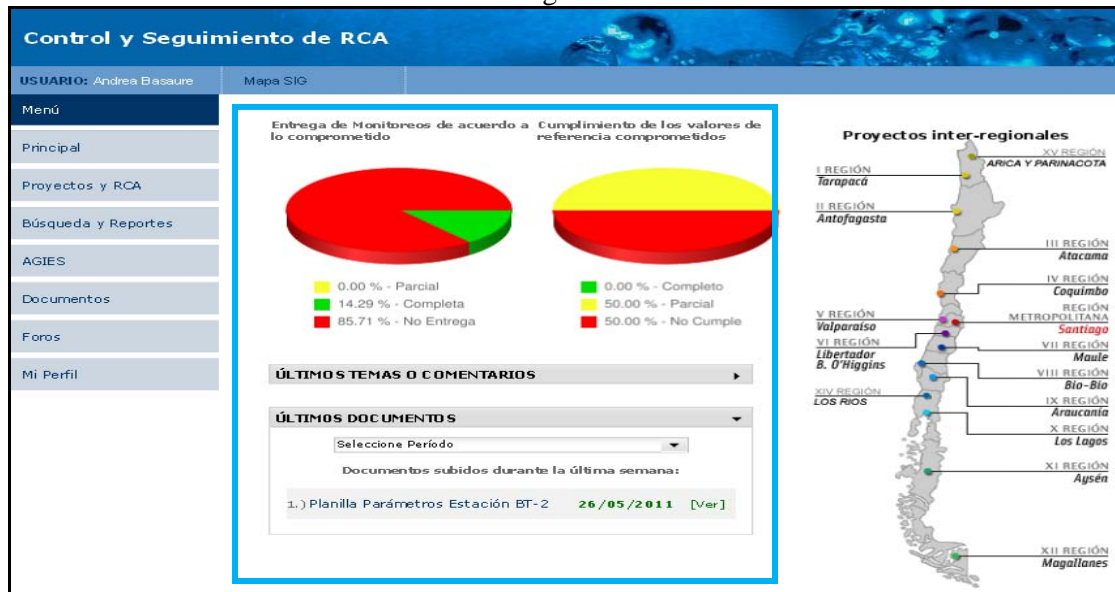 Control y Seguimiento de RCA
USUARIO: Andrea Basaure
Mapa SIG
Menú
Principal
Proyectos y RCA
Búsqueda y Reportes
AGIES
Documentos
Foros
Mi Perfil
Entrega de Monitoreos de acuerdo a
lo comprometido
Cumplimiento de los valores de
referencia comprometidos
0.00 % - Parcial
14.29 % - Completa
85.71 % - No Entrega
0.00 % - Completo
50.00 % - Parcial
50.00 % - No Cumple
ÚLTIMOS TEMAS O COMENTARIOS
ÚLTIMOS DOCUMENTOS
Seleccione Período
Documentos subidos durante la última semana:
1.) Planilla Parámetros Estación BT-2 26/05/2011 [Ver]
Proyectos inter-regionales
XV REGIÓN
ARICA Y PARINACOTA
I REGIÓN
Tarapacá
II REGIÓN
Antofagasta
III REGIÓN
Atacama
IV REGIÓN
Coquimbo
REGIÓN
METROPOLITANA
Santiago
V REGIÓN
Valparaíso
VI REGIÓN
Libertador
B. O'Higgins
VII REGIÓN
Maule
VIII REGIÓN
Bio-Bio
XIV REGIÓN
LOS RIOS
IX REGIÓN
Araucanía
X REGIÓN
Los Lagos
XI REGIÓN
Aysén
XII REGIÓN
Magallanes